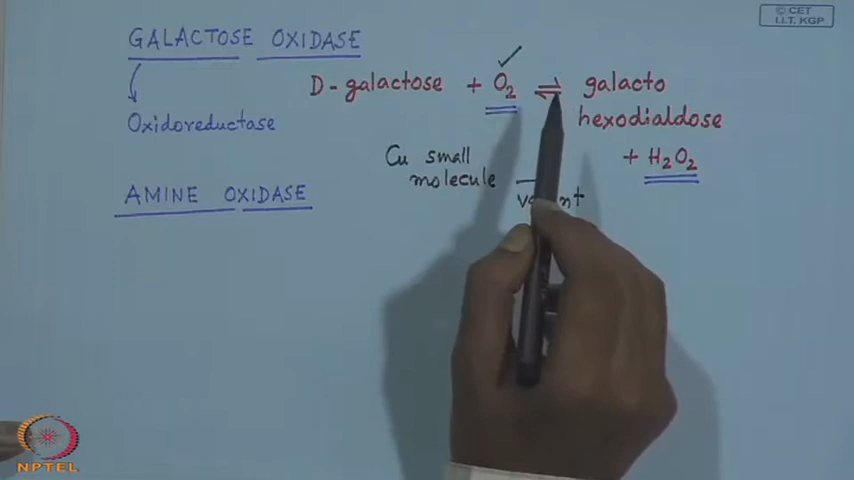 © CET
I.I.T. KGP
GALACTOSE OXIDASE
D-galactose + O₂ ⇌ galacto
hexodialdose
+ H₂O₂
Oxidoreductase
Cu small
molecule
AMINE OXIDASE
NPTEL